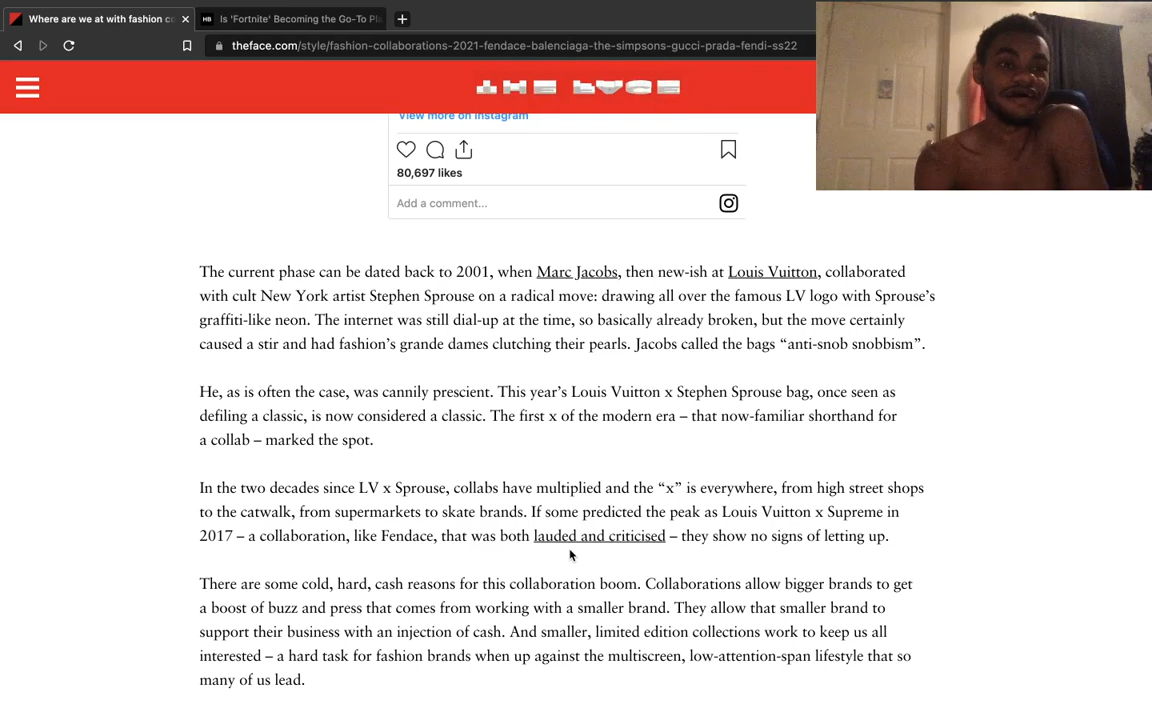 Where are we at with fashion co
HB Is 'Fortnite' Becoming the Go-To Pla
theface.com/style/fashion-collaborations-2021-fendace-balenciaga-the-simpsons-gucci-prada-fendi-ss22
THE FACE
View more on Instagram
80,697 likes
Add a comment...
The current phase can be dated back to 2001, when Marc Jacobs, then new-ish at Louis Vuitton, collaborated
with cult New York artist Stephen Sprouse on a radical move: drawing all over the famous LV logo with Sprouse's
graffiti-like neon. The internet was still dial-up at the time, so basically already broken, but the move certainly
caused a stir and had fashion's grande dames clutching their pearls. Jacobs called the bags “anti-snob snobbism”.
He, as is often the case, was cannily prescient. This year's Louis Vuitton x Stephen Sprouse bag, once seen as
defiling a classic, is now considered a classic. The first x of the modern era – that now-familiar shorthand for
a collab – marked the spot.
In the two decades since LV x Sprouse, collabs have multiplied and the “x” is everywhere, from high street shops
to the catwalk, from supermarkets to skate brands. If some predicted the peak as Louis Vuitton x Supreme in
2017 – a collaboration, like Fendace, that was both lauded and criticised – they show no signs of letting up.
There are some cold, hard, cash reasons for this collaboration boom. Collaborations allow bigger brands to get
a boost of buzz and press that comes from working with a smaller brand. They allow that smaller brand to
support their business with an injection of cash. And smaller, limited edition collections work to keep us all
interested – a hard task for fashion brands when up against the multiscreen, low-attention-span lifestyle that so
many of us lead.